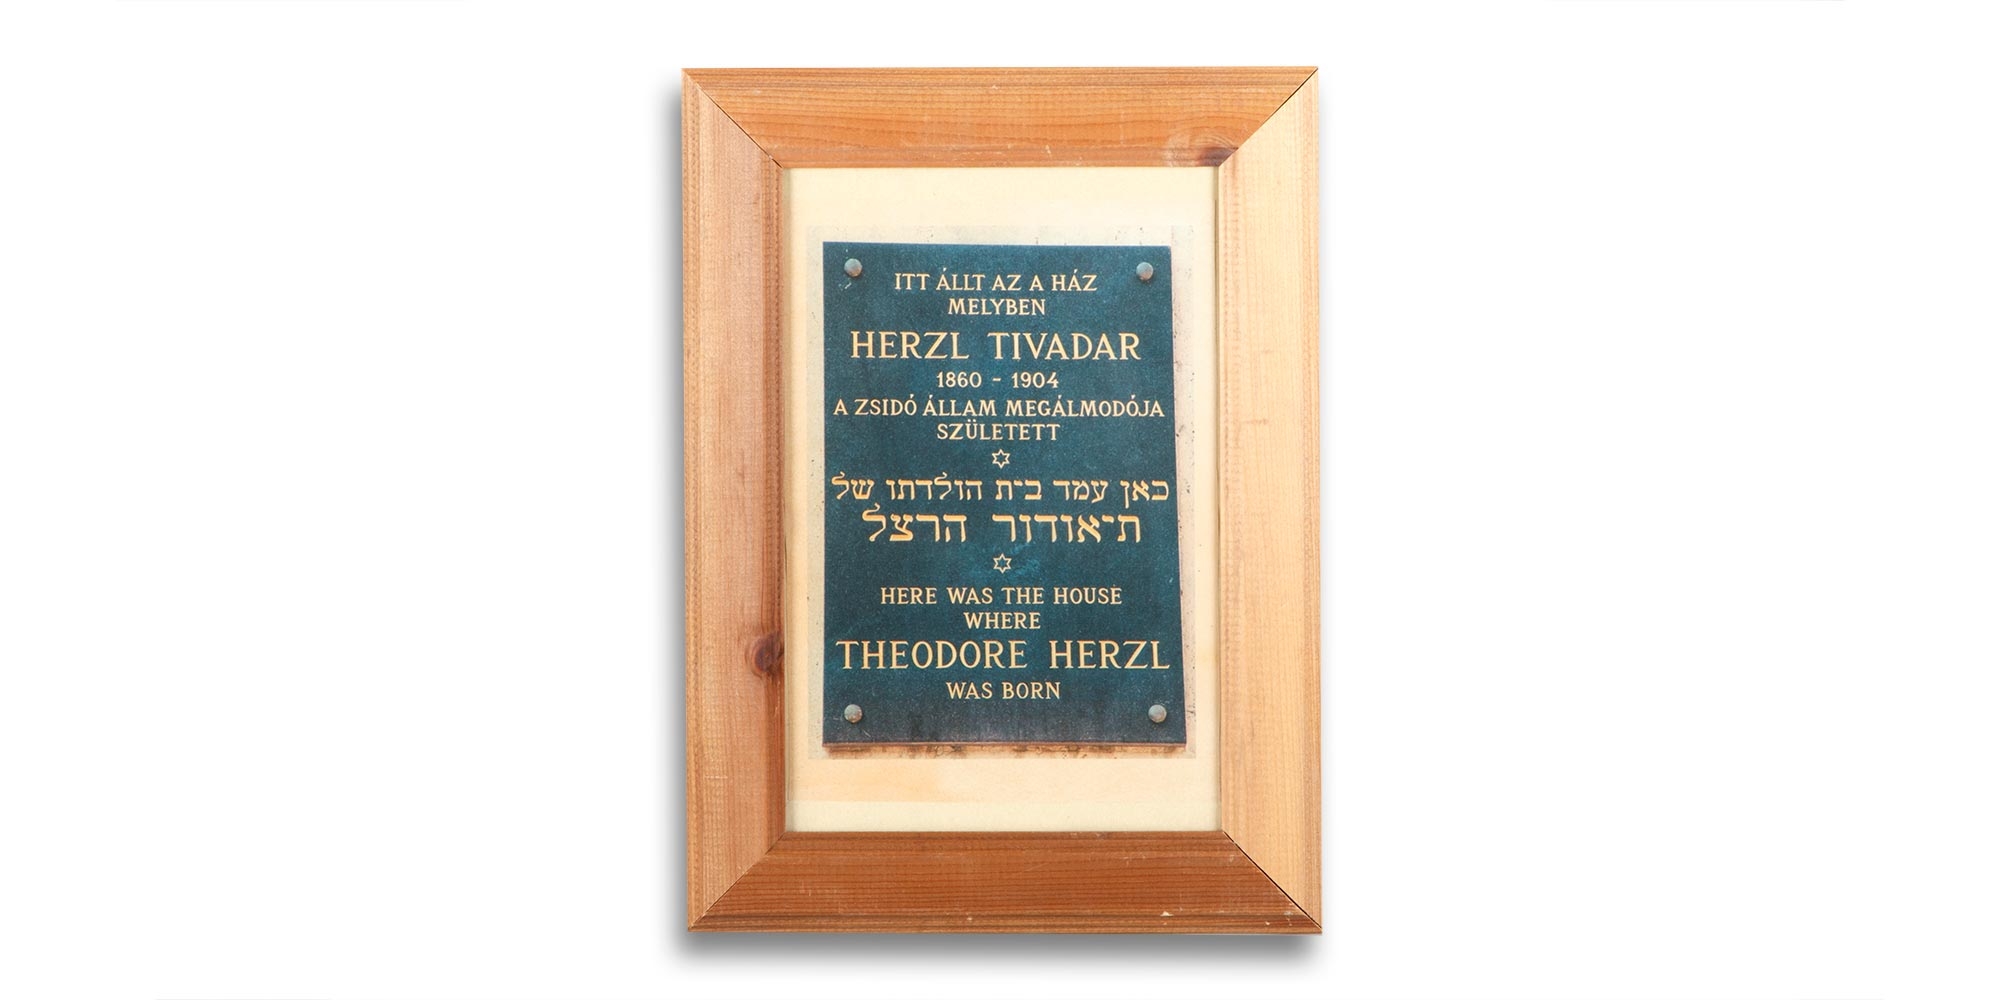 ITT ÁLLT AZ A HÁZ
MELYBEN
HERZL TIVADAR
1860 - 1904
A ZSIDÓ ÁLLAM MEGÁLMODÓJA
SZÜLETETT
כאן עמד בית הולדתו של
תיאודור הרצל
HERE WAS THE HOUSE
WHERE
THEODORE HERZL
WAS BORN